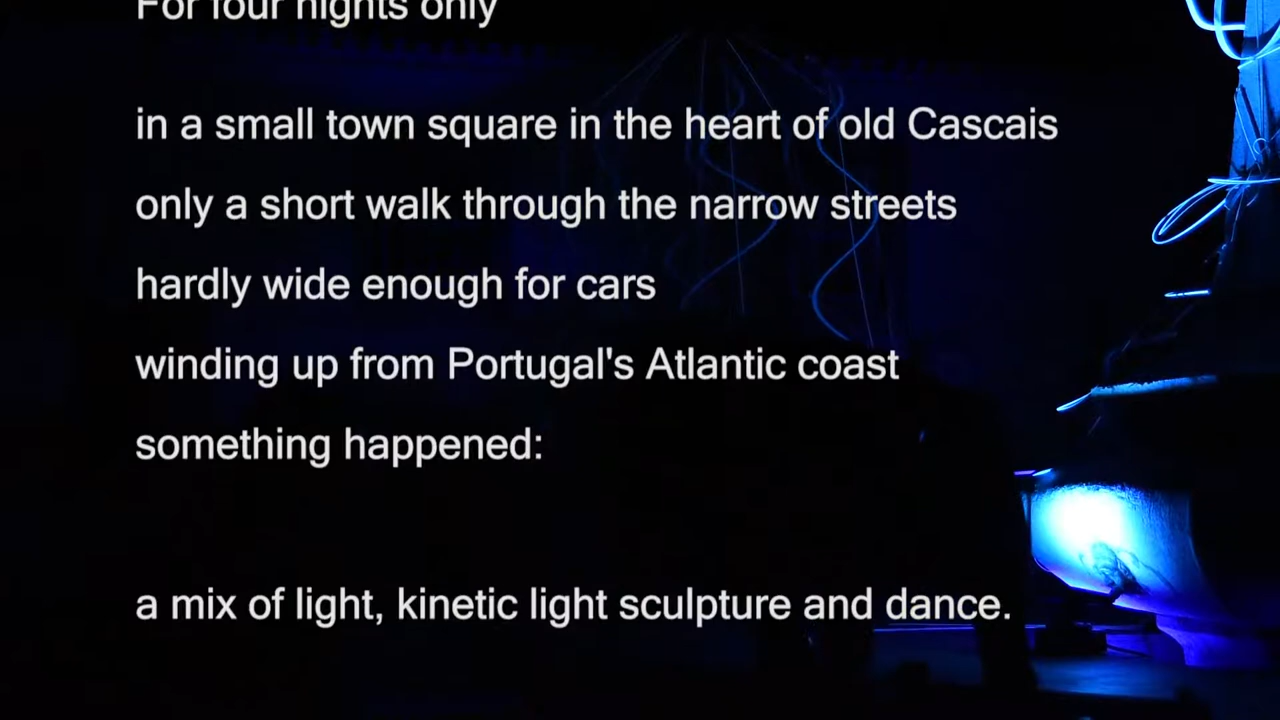 For four nights only
in a small town square in the heart of old Cascais
only a short walk through the narrow streets
hardly wide enough for cars
winding up from Portugal's Atlantic coast
something happened:
a mix of light, kinetic light sculpture and dance.